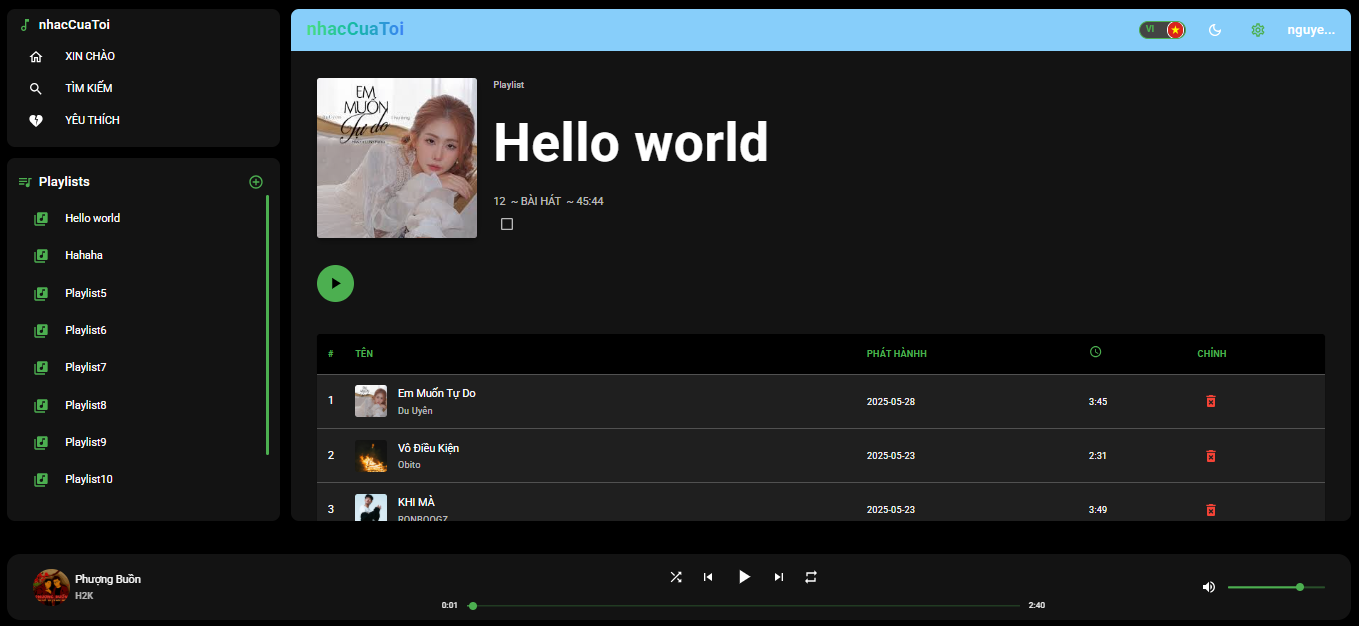 nhacCuaToi
XIN CHÀO
TÌM KIẾM
YÊU THÍCH
Playlists
Hello world
Hahaha
Playlist5
Playlist6
Playlist7
Playlist8
Playlist9
Playlist10
nhacCuaToi
VI
nguye...
EM
MUỐN
Tự do
Playlist
Hello world
12 ~ BÀI HÁT ~ 45:44
# TÊN PHÁT HÀNHH CHỈNH
1 Em Muốn Tự Do 2025-05-28 3:45
Du Uyên
2 Vô Điều Kiện 2025-05-23 2:31
Obito
3 KHI MÀ 2025-05-23 3:49
RONBOOGZ
Phượng Buồn
H2K
0:01 2:40